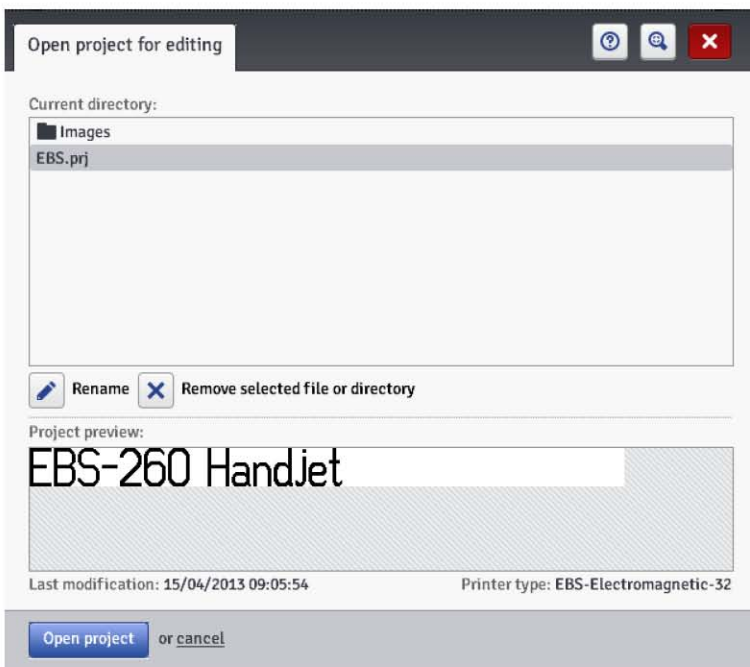 Open project for editing
Current directory:
Images
EBS.prj
Rename Remove selected file or directory
Project preview:
EBS-260 Handjet
Last modification: 15/04/2013 09:05:54 Printer type: EBS-Electromagnetic-32
Open project or cancel